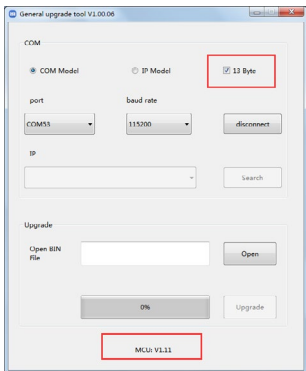 General upgrade tool V1.00.06
COM
COM Model
IP Model
13 Byte
port
baud rate
COM53
115200
disconnect
IP
Search
Upgrade
Open BIN
File
Open
0%
Upgrade
MCU: V1.11